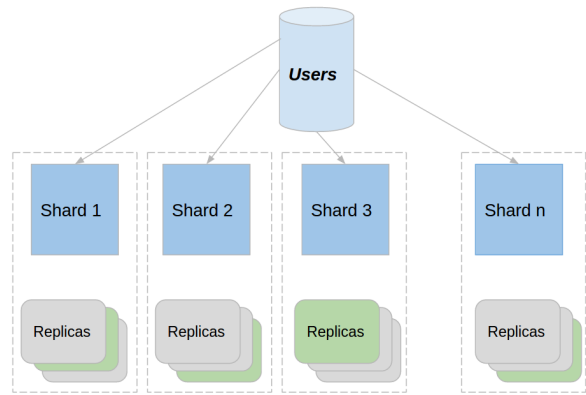 Users
Shard 1
Shard 2
Shard 3
Shard n
Replicas
Replicas
Replicas
Replicas